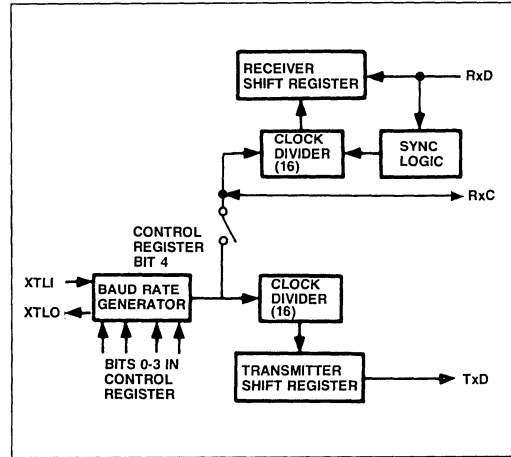 RECEIVER
SHIFT REGISTER
RxD
CLOCK
DIVIDER
(16)
SYNC
LOGIC
RxC
CONTROL
REGISTER
BIT 4
XTLI
XTLO
BAUD RATE
GENERATOR
CLOCK
DIVIDER
(16)
BITS 0-3 IN
CONTROL
REGISTER
TRANSMITTER
SHIFT REGISTER
TxD